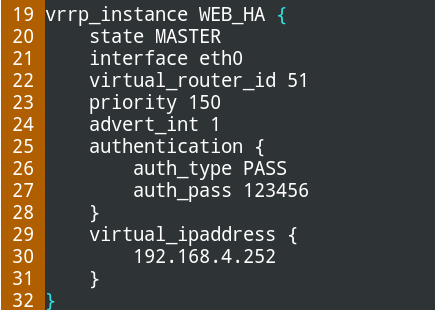 19 vrrp_instance WEB_HA {
20     state MASTER
21     interface eth0
22     virtual_router_id 51
23     priority 150
24     advert_int 1
25     authentication {
26         auth_type PASS
27         auth_pass 123456
28     }
29     virtual_ipaddress {
30         192.168.4.252
31     }
32 }